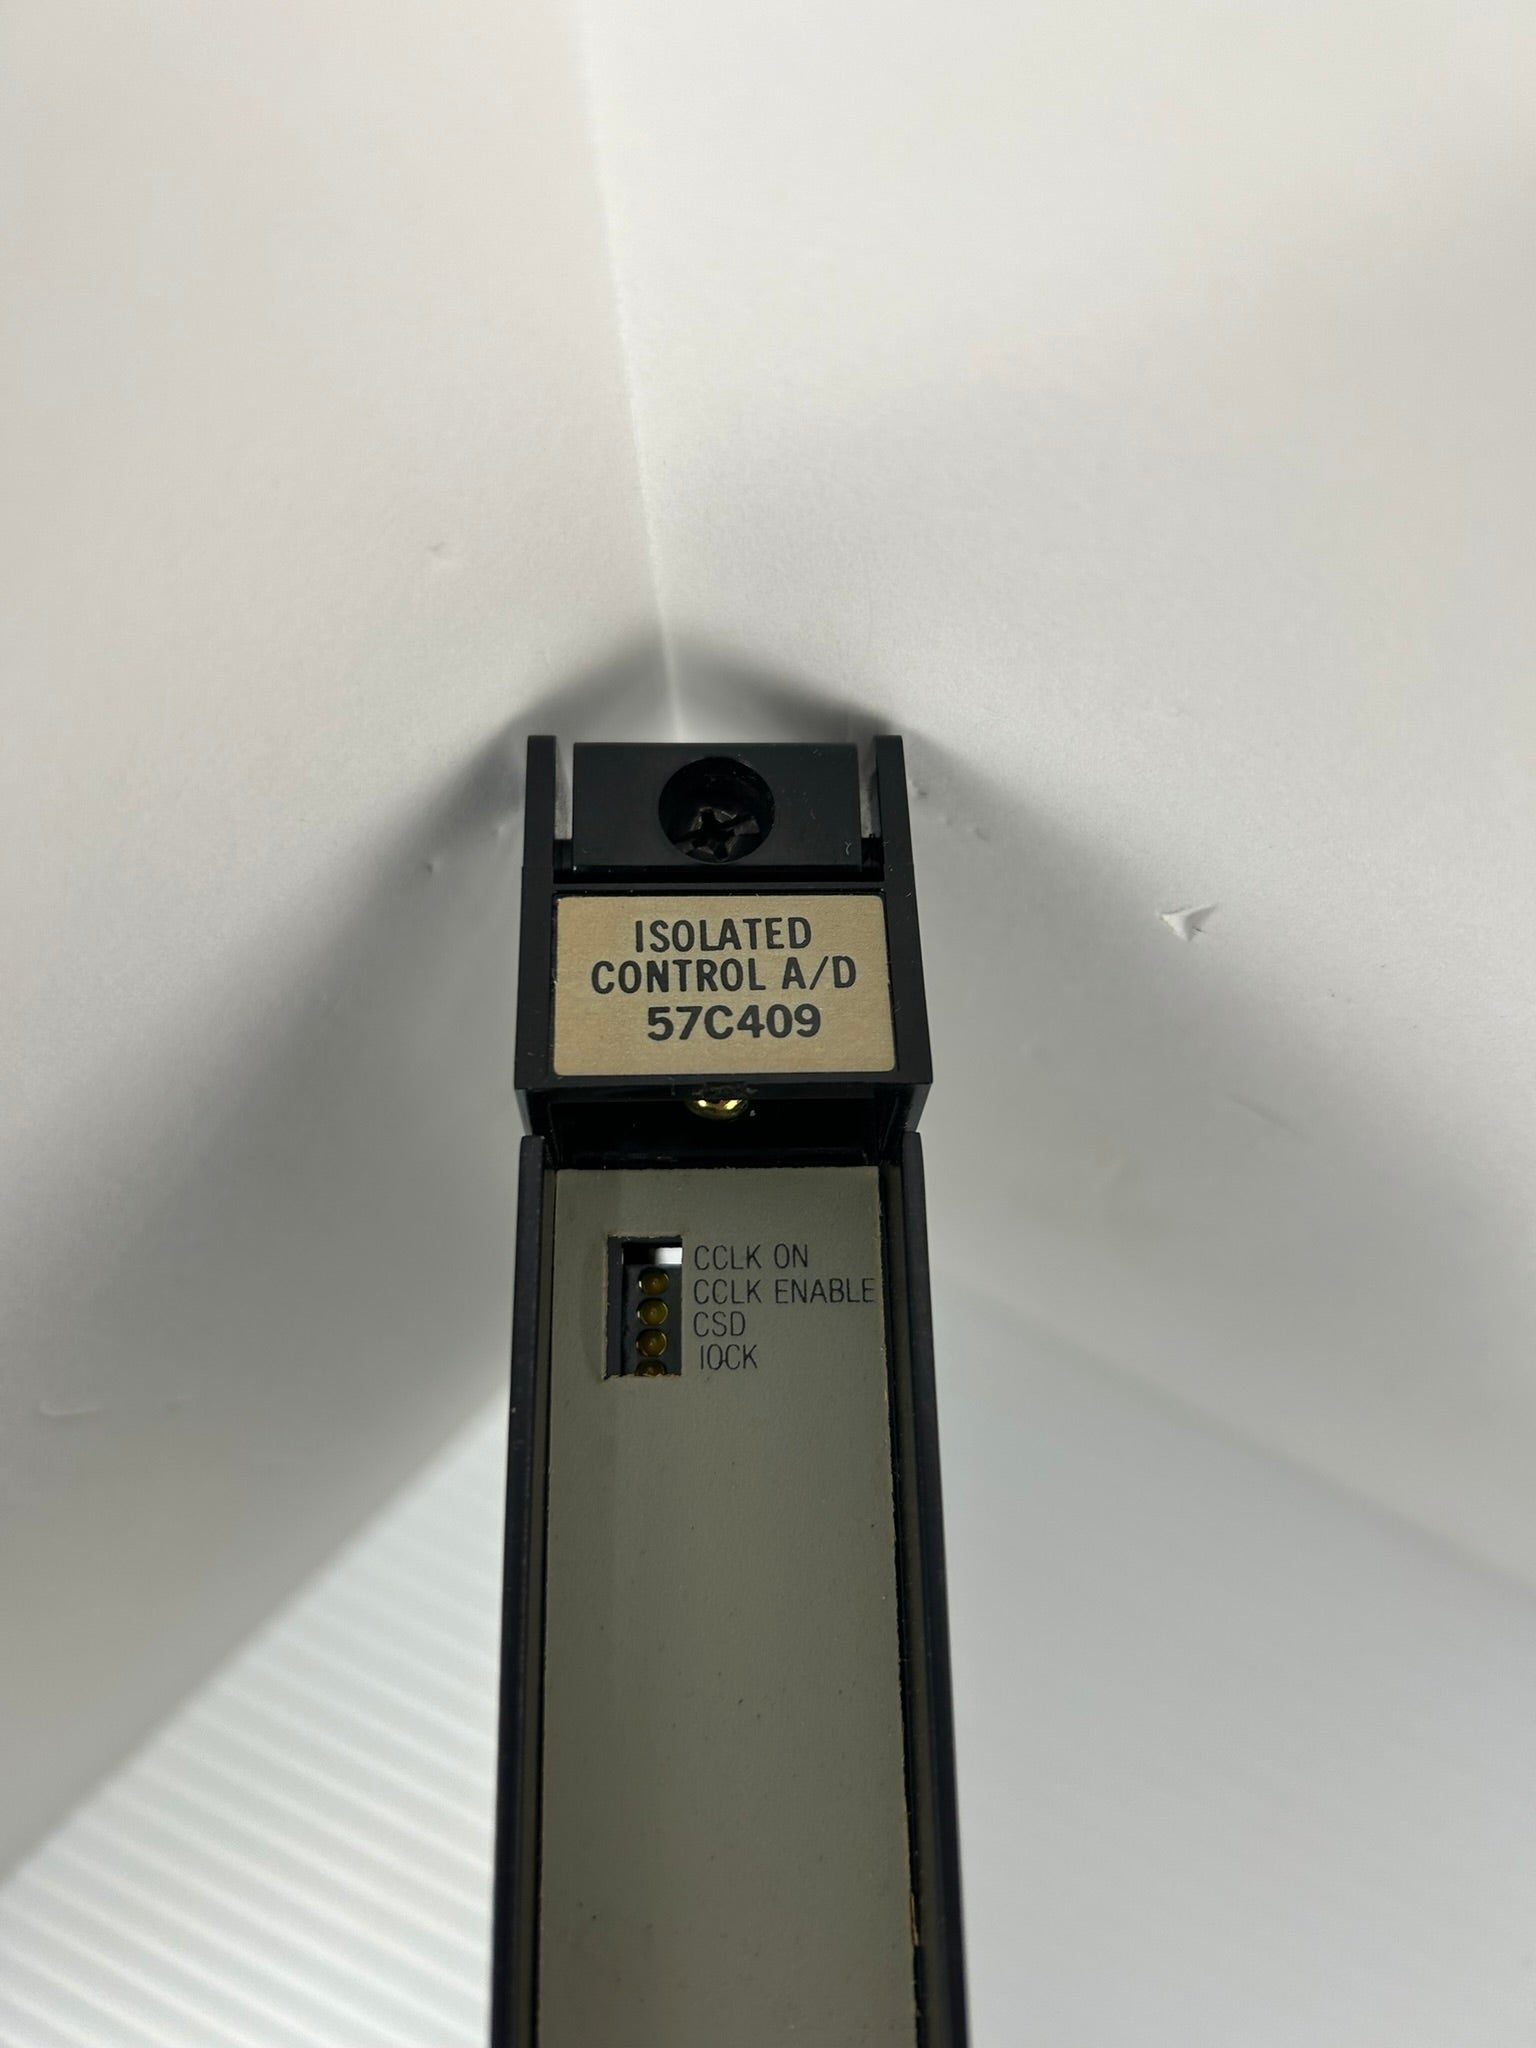 ISOLATED
CONTROL A/D
57C409
CCLK ON
CCLK ENABLE
CSD
IOCK